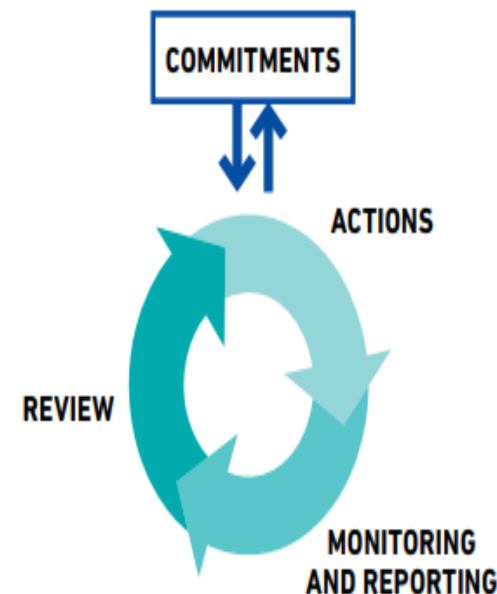 COMMITMENTS
ACTIONS
REVIEW
MONITORING
AND REPORTING